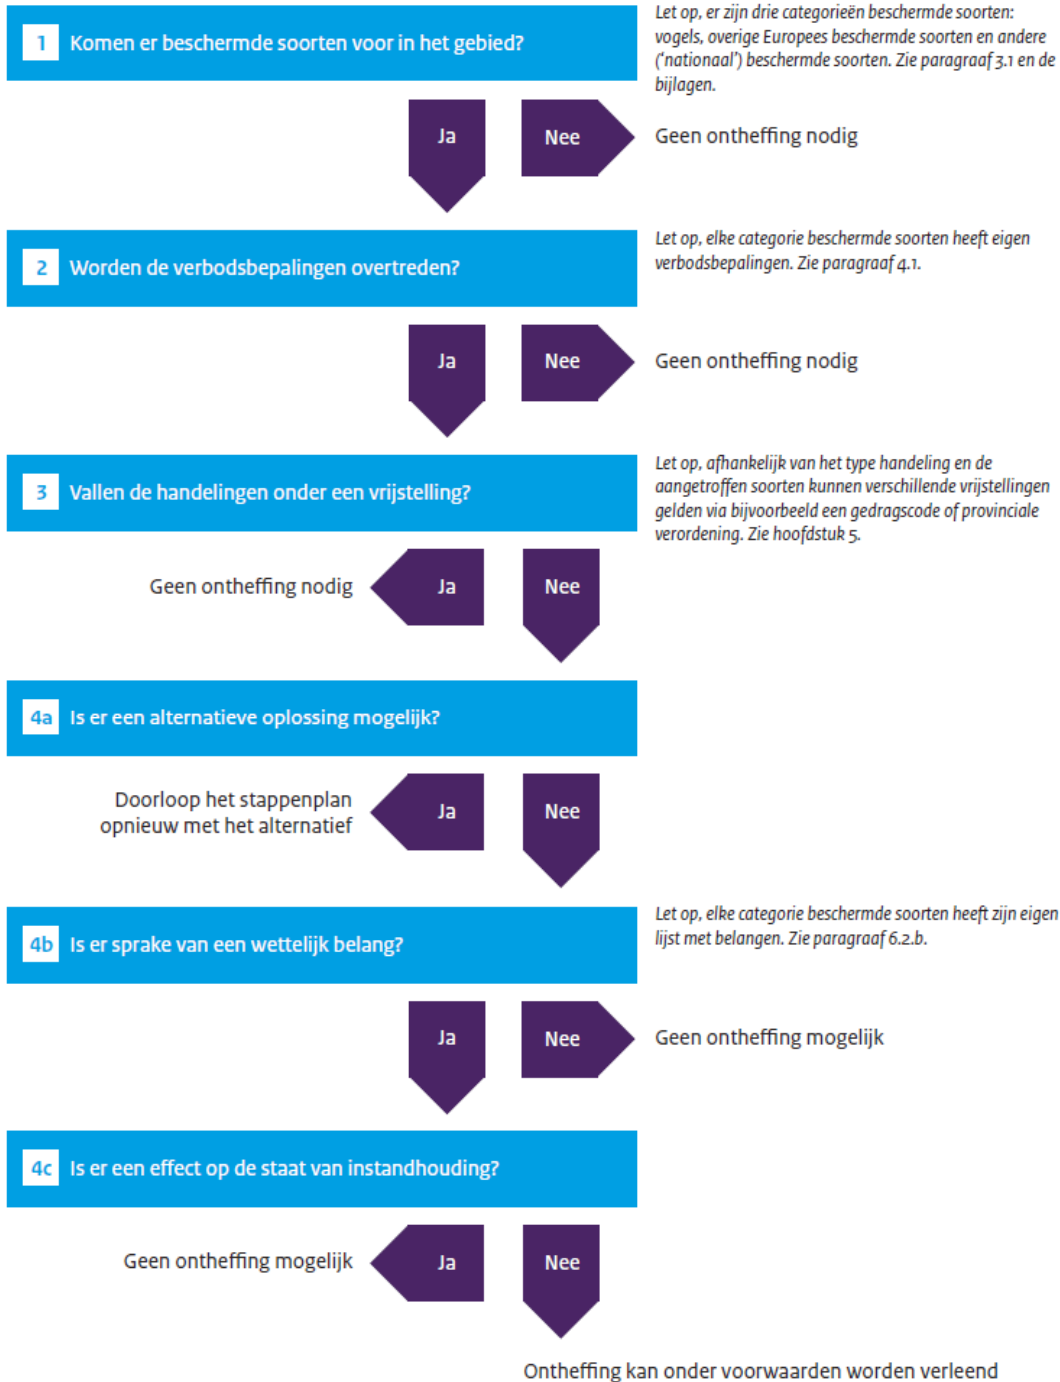 1 Komen er beschermde soorten voor in het gebied?
Let op, er zijn drie categorieën beschermde soorten:
vogels, overige Europees beschermde soorten en andere
(‘nationaal’) beschermde soorten. Zie paragraaf 3.1 en de
bijlagen.
Ja
Nee
Geen ontheffing nodig
2 Worden de verbodsbepalingen overtreden?
Let op, elke categorie beschermde soorten heeft eigen
verbodsbepalingen. Zie paragraaf 4.1.
Ja
Nee
Geen ontheffing nodig
3 Vallen de handelingen onder een vrijstelling?
Let op, afhankelijk van het type handeling en de
aangetroffen soorten kunnen verschillende vrijstellingen
gelden via bijvoorbeeld een gedragscode of provinciale
verordening. Zie hoofdstuk 5.
Geen ontheffing nodig
Ja
Nee
4a Is er een alternatieve oplossing mogelijk?
Doorloop het stappenplan
opnieuw met het alternatief
Ja
Nee
4b Is er sprake van een wettelijk belang?
Let op, elke categorie beschermde soorten heeft zijn eigen
lijst met belangen. Zie paragraaf 6.2.b.
Ja
Nee
Geen ontheffing mogelijk
4c Is er een effect op de staat van instandhouding?
Geen ontheffing mogelijk
Ja
Nee
Ontheffing kan onder voorwaarden worden verleend